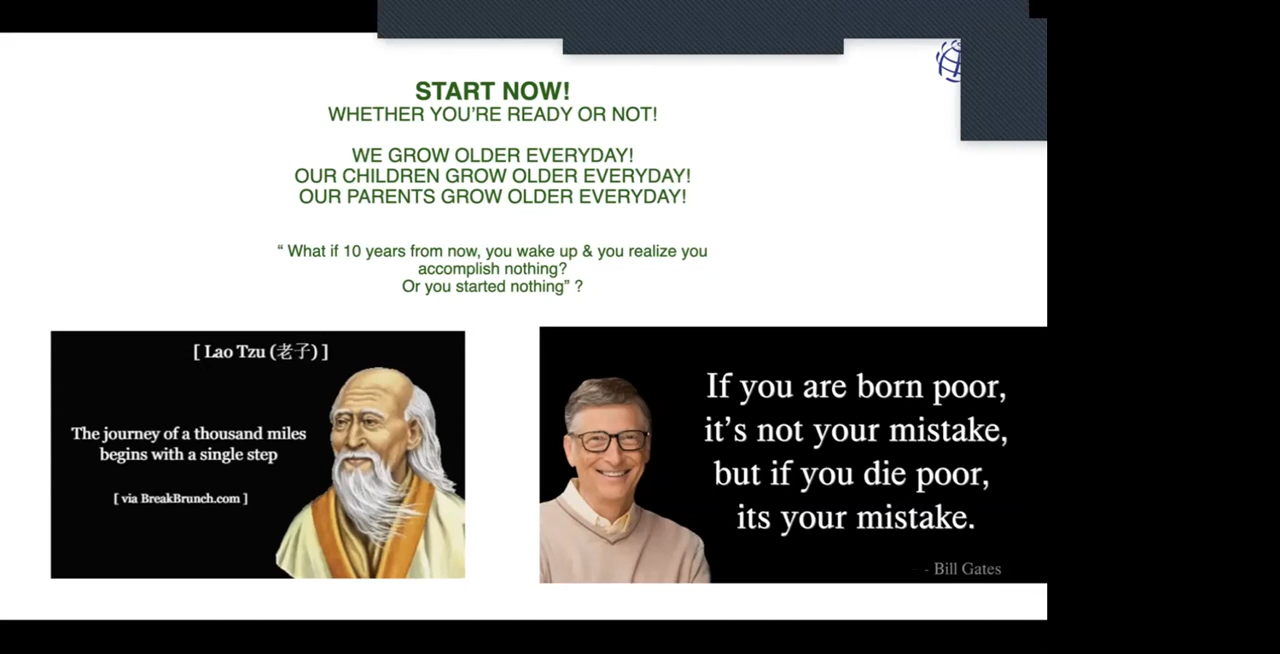 START NOW!
WHETHER YOU'RE READY OR NOT!
WE GROW OLDER EVERYDAY!
OUR CHILDREN GROW OLDER EVERYDAY!
OUR PARENTS GROW OLDER EVERYDAY!
“ What if 10 years from now, you wake up & you realize you
accomplish nothing?
Or you started nothing” ?
[ Lao Tzu (老子) ]
The journey of a thousand miles
begins with a single step
[ via BreakBrunch.com ]
If you are born poor,
it's not your mistake,
but if you die poor,
its your mistake.
- Bill Gates